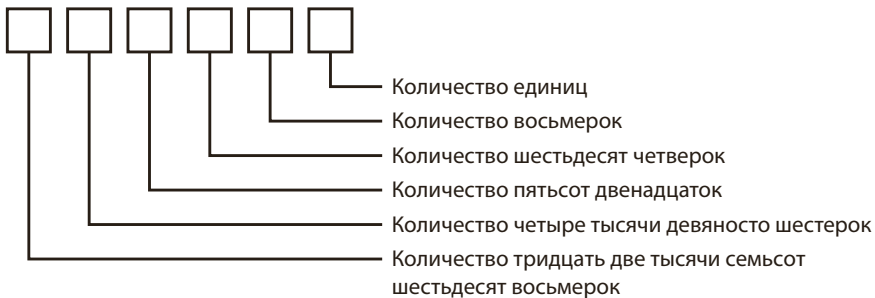 Количество единиц
Количество восьмерок
Количество шестьдесят четверок
Количество пятьсот двенадцаток
Количество четыре тысячи девяносто шестерок
Количество тридцать две тысячи семьсот
шестьдесят восьмерок